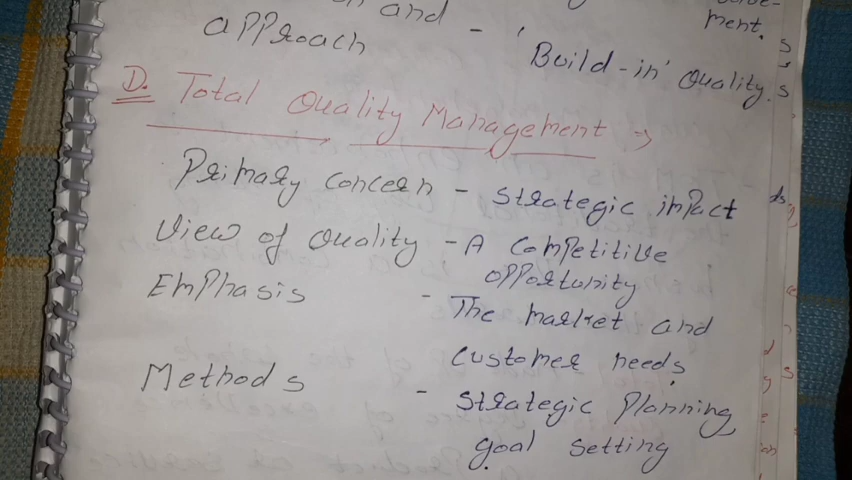 and
ment.
approach - 'Build-in' Quality.
D. Total Quality Management →
Primary concern - strategic impact
View of Quality - A competitive
opportunity
Emphasis - The market and
customer needs
Methods - strategic planning,
goal setting